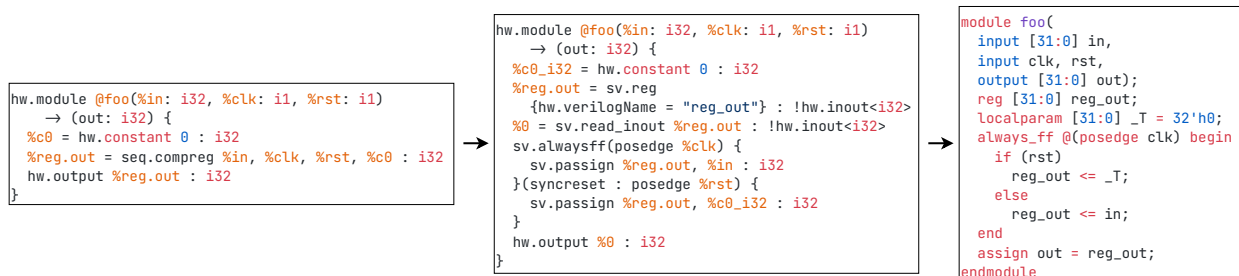 hw.module @foo(%in: i32, %clk: i1, %rst: i1)
→ (out: i32) {
%c0 = hw.constant 0 : i32
%reg.out = seq.compreg %in, %clk, %rst, %c0 : i32
hw.output %reg.out : i32
}
hw.module @foo(%in: i32, %clk: i1, %rst: i1)
→ (out: i32) {
%c0_i32 = hw.constant 0 : i32
%reg.out = sv.reg
{hw.verilogName = "reg_out"} : !hw.inout<i32>
%0 = sv.read_inout %reg.out : !hw.inout<i32>
sv.alwaysff(posedge %clk) {
sv.passign %reg.out, %in : i32
}(syncreset : posedge %rst) {
sv.passign %reg.out, %c0_i32 : i32
}
hw.output %0 : i32
}
module foo(
input [31:0] in,
input clk, rst,
output [31:0] out);
reg [31:0] reg_out;
localparam [31:0] _T = 32'h0;
always_ff @(posedge clk) begin
if (rst)
reg_out <= _T;
else
reg_out <= in;
end
assign out = reg_out;
endmodule